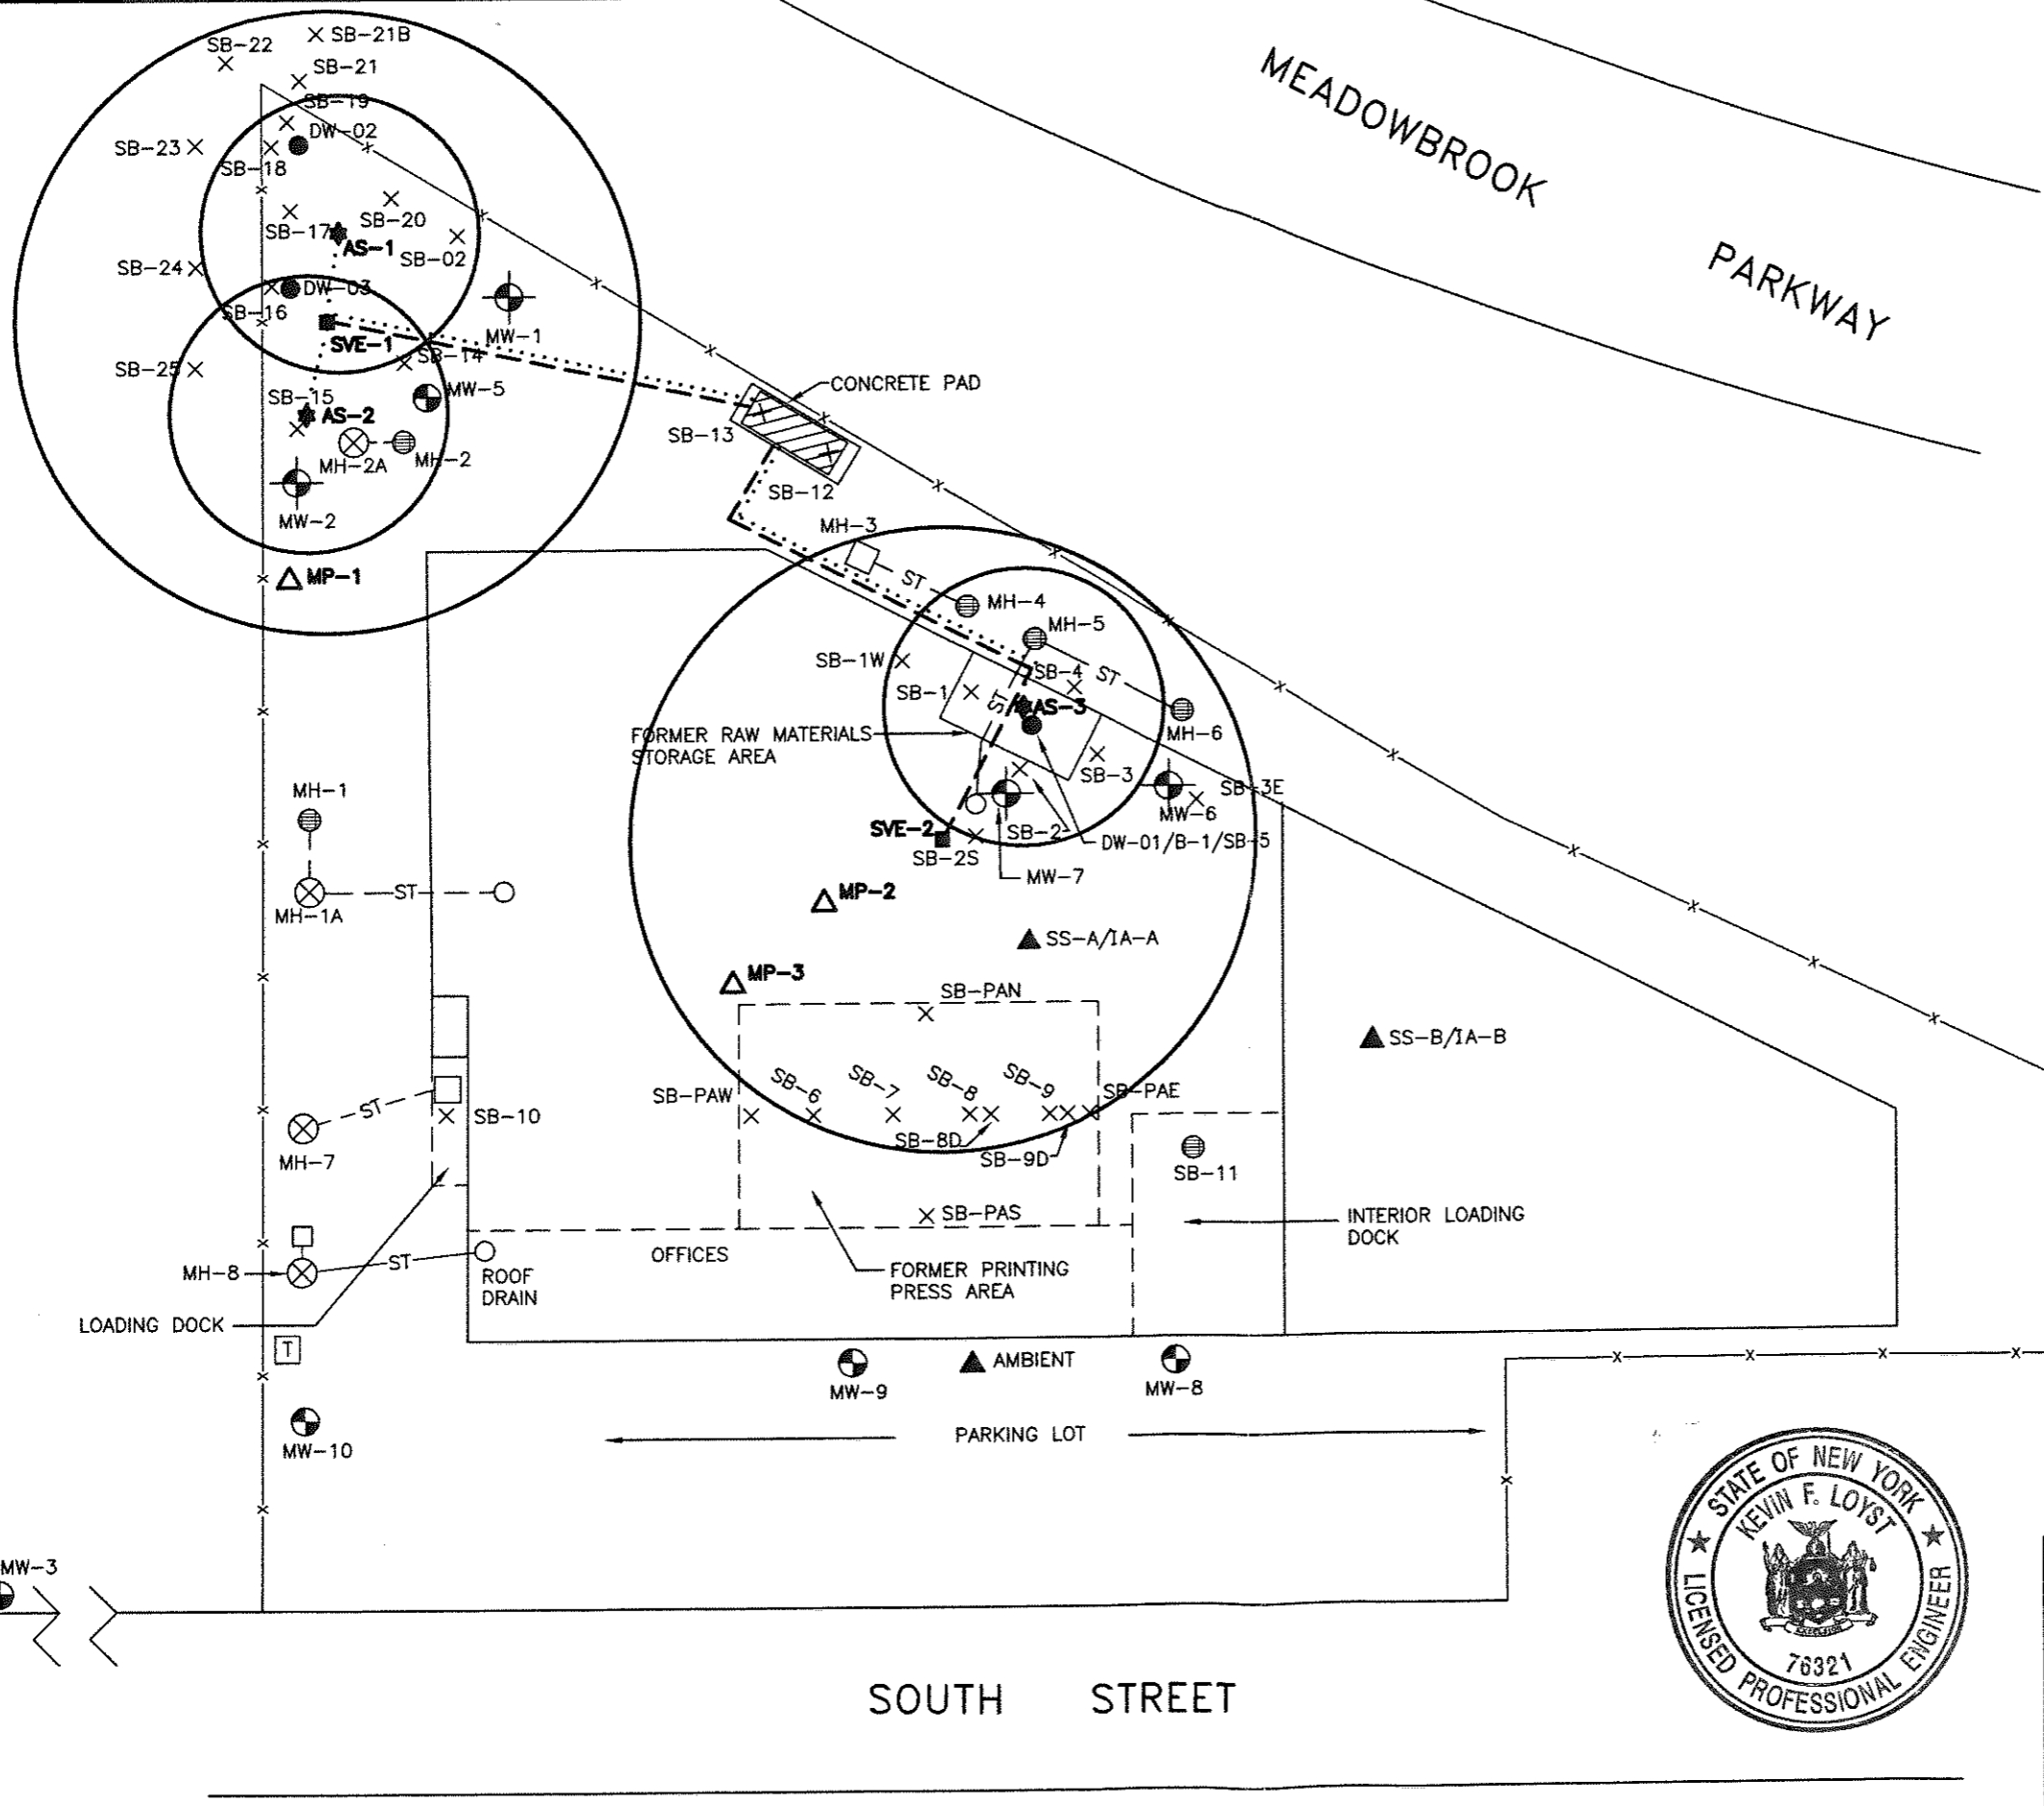 SB-21B
SB-22
SB-21
SB-19
DW-02
SB-23
SB-18
SB-20
SB-17
AS-1
SB-02
SB-24
DW-03
SB-16
MW-1
SVE-1
SB-14
SB-25
MW-5
SB-15
AS-2
MH-2A
MH-2
MW-2
MP-1
MEADOWBROOK
PARKWAY
CONCRETE PAD
SB-13
SB-12
MH-3
ST
MH-4
MH-5
SB-1W
SB-4
ST
SB-1
ST
AS-3
MH-6
FORMER RAW MATERIALS
STORAGE AREA
SB-3
SB-3E
MW-6
SVE-2
SB-2
DW-01/B-1/SB-5
SB-2S
MW-7
MP-2
SS-A/IA-A
MP-3
SB-PAN
SS-B/IA-B
MH-1
ST
MH-1A
SB-PAW
SB-6
SB-7
SB-8
SB-9
SB-PAE
ST
SB-10
SB-8D
SB-9D
MH-7
SB-11
SB-PAS
INTERIOR LOADING
DOCK
OFFICES
MH-8
ST
ROOF
DRAIN
FORMER PRINTING
PRESS AREA
LOADING DOCK
T
AMBIENT
MW-9
MW-8
PARKING LOT
MW-10
MW-3
STATE OF NEW YORK
KEVIN F. LOYST
76321
LICENSED PROFESSIONAL ENGINEER
SOUTH STREET